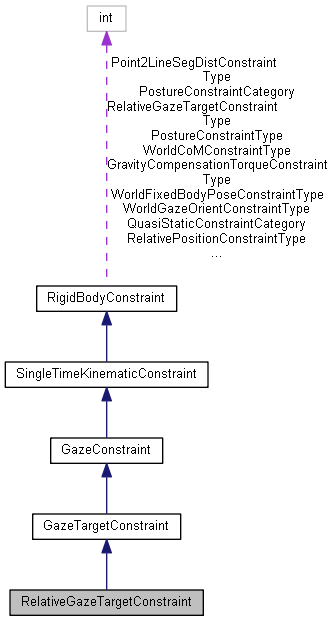 int
Point2LineSegDistConstraint
Type
PostureConstraintCategory
RelativeGazeTargetConstraint
Type
PostureConstraintType
WorldCoMConstraintType
GravityCompensationTorqueConstraint
Type
WorldFixedBodyPoseConstraintType
WorldGazeOrientConstraintType
QuasiStaticConstraintCategory
RelativePositionConstraintType
...
RigidBodyConstraint
SingleTimeKinematicConstraint
GazeConstraint
GazeTargetConstraint
RelativeGazeTargetConstraint